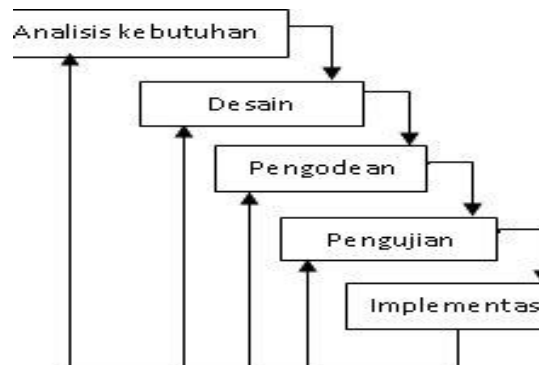 Analisis kebutuhan
Desain
Pengodean
Pengujian
Implementas